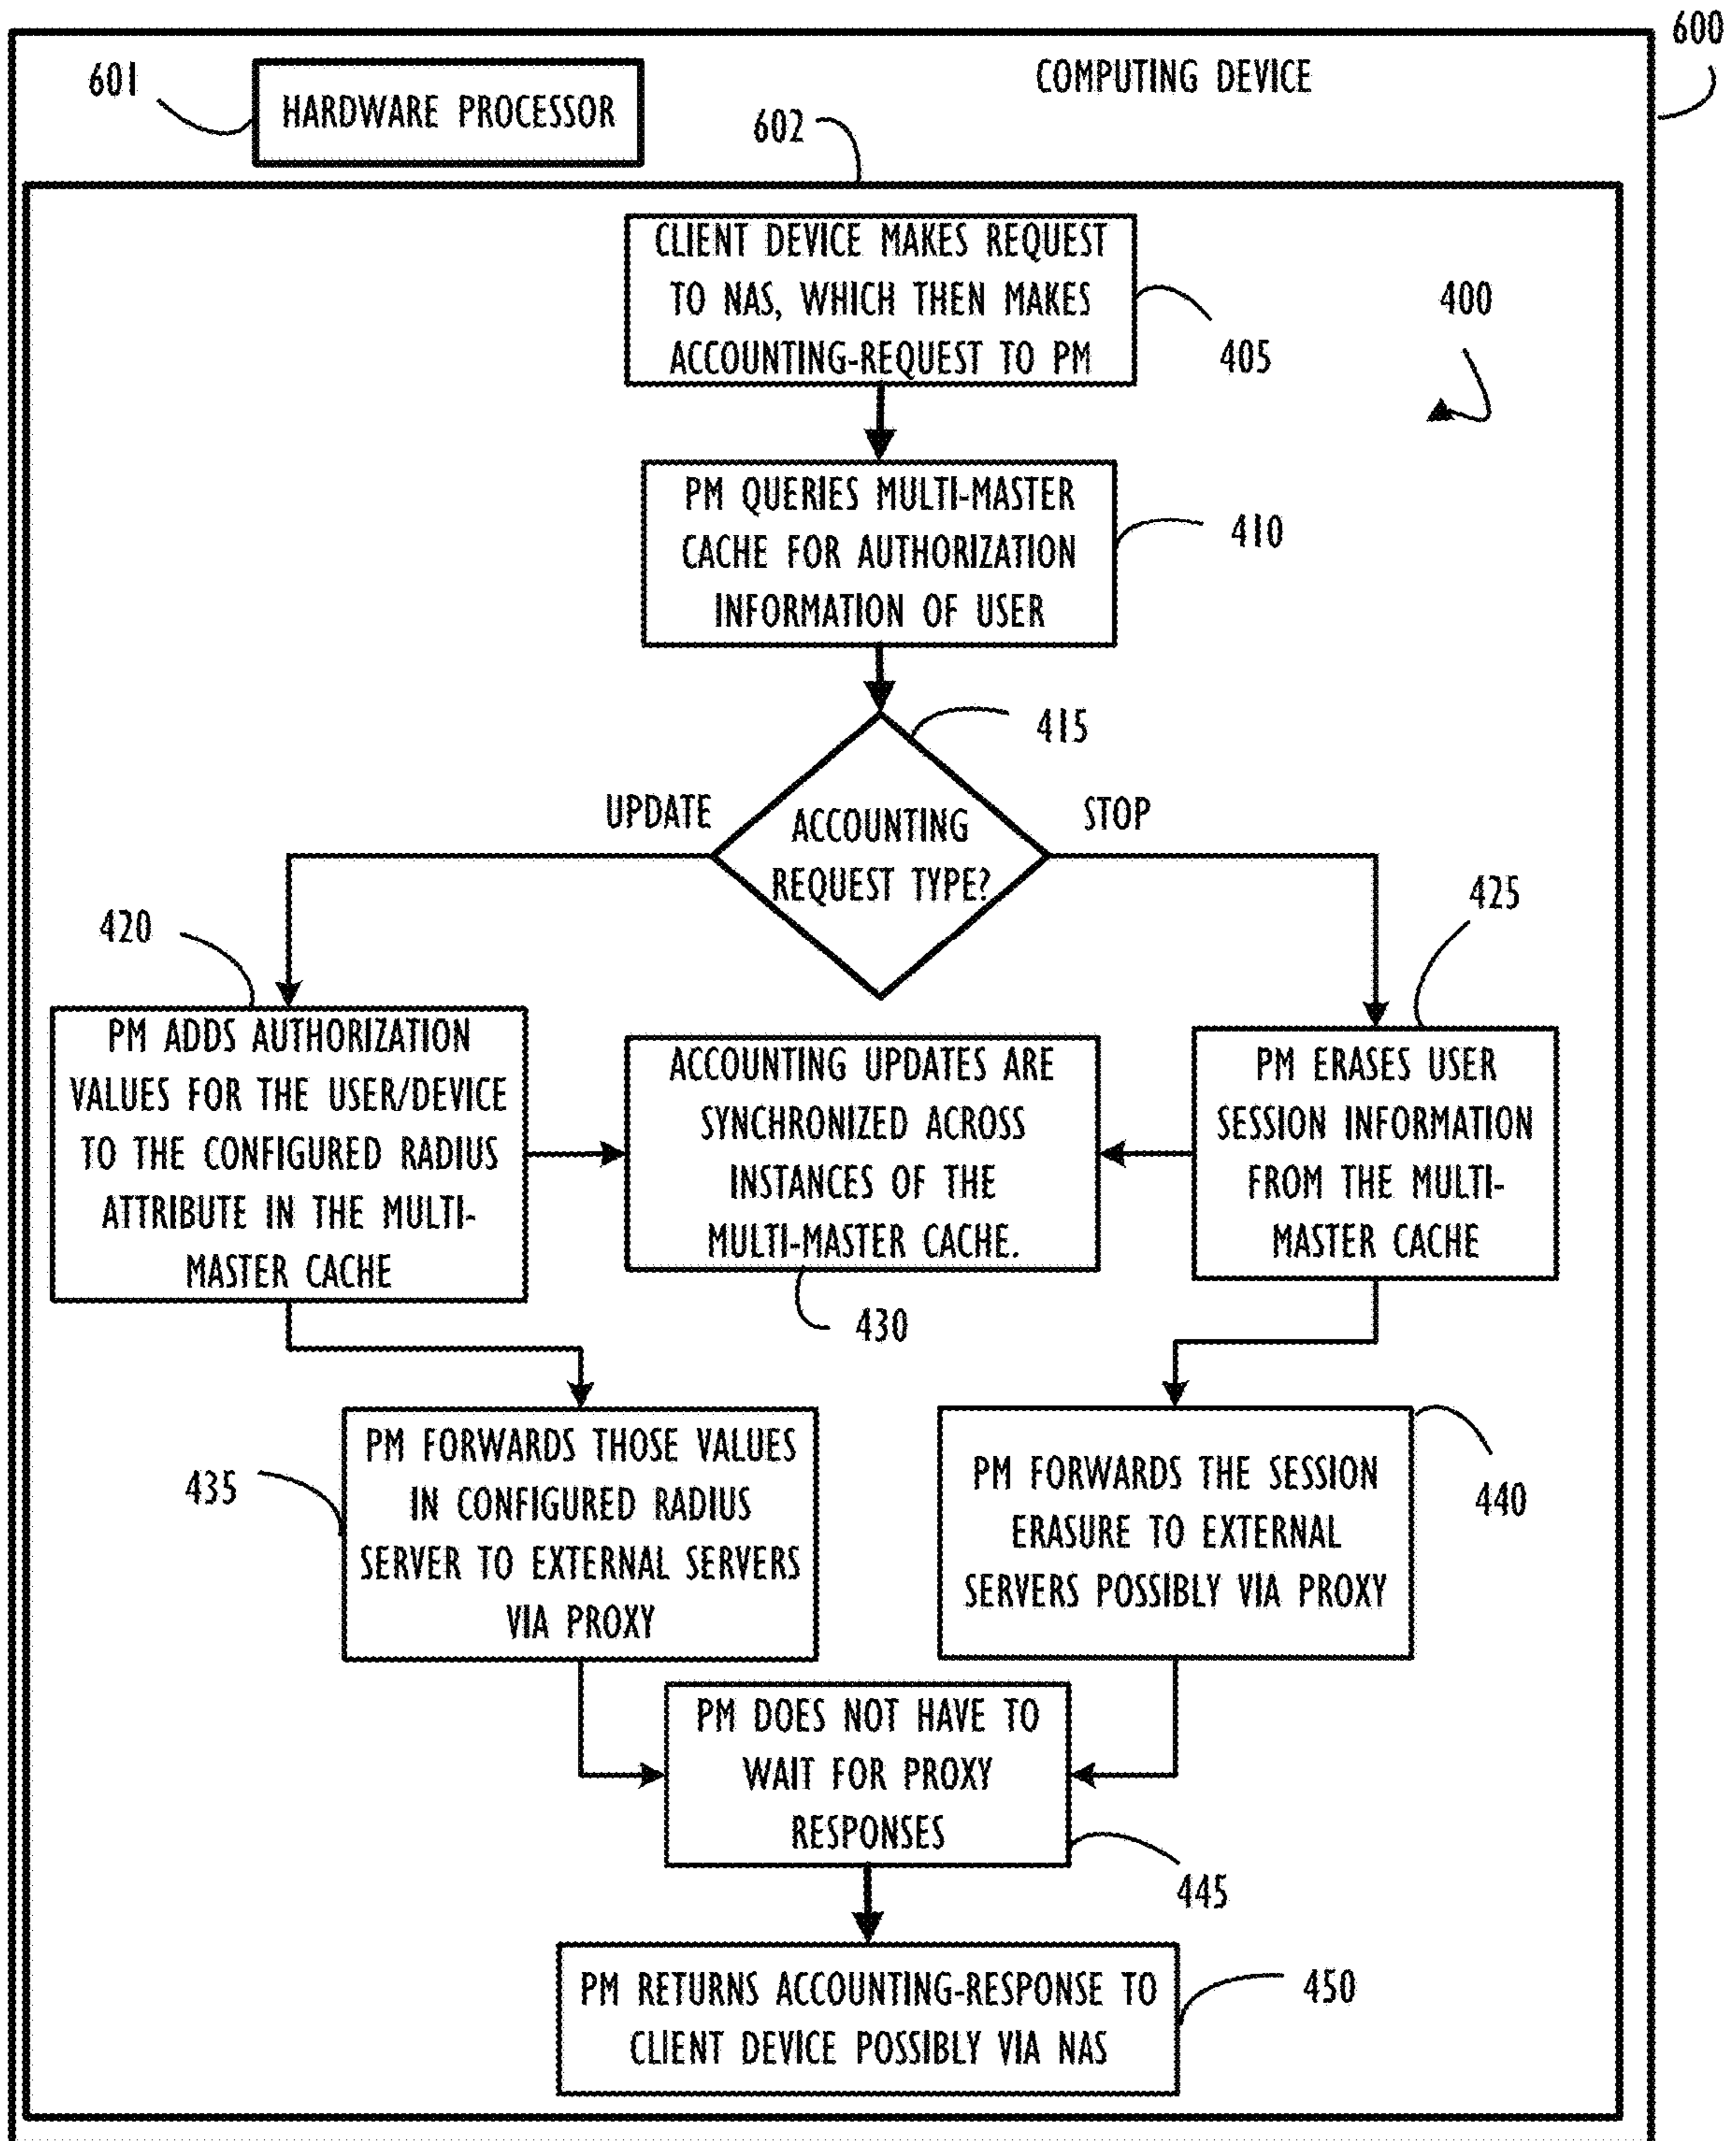 600
601
HARDWARE PROCESSOR
COMPUTING DEVICE
602
CLIENT DEVICE MAKES REQUEST
TO NAS, WHICH THEN MAKES
ACCOUNTING-REQUEST TO PM
405
400
PM QUERIES MULTI-MASTER
CACHE FOR AUTHORIZATION
INFORMATION OF USER
410
415
UPDATE
ACCOUNTING
REQUEST TYPE?
STOP
420
425
PM ADDS AUTHORIZATION
VALUES FOR THE USER/DEVICE
TO THE CONFIGURED RADIUS
ATTRIBUTE IN THE MULTI-
MASTER CACHE
ACCOUNTING UPDATES ARE
SYNCHRONIZED ACROSS
INSTANCES OF THE
MULTI-MASTER CACHE.
430
PM ERASES USER
SESSION INFORMATION
FROM THE MULTI-
MASTER CACHE
435
PM FORWARDS THOSE VALUES
IN CONFIGURED RADIUS
SERVER TO EXTERNAL SERVERS
VIA PROXY
PM FORWARDS THE SESSION
ERASURE TO EXTERNAL
SERVERS POSSIBLY VIA PROXY
440
PM DOES NOT HAVE TO
WAIT FOR PROXY
RESPONSES
445
PM RETURNS ACCOUNTING-RESPONSE TO
CLIENT DEVICE POSSIBLY VIA NAS
450